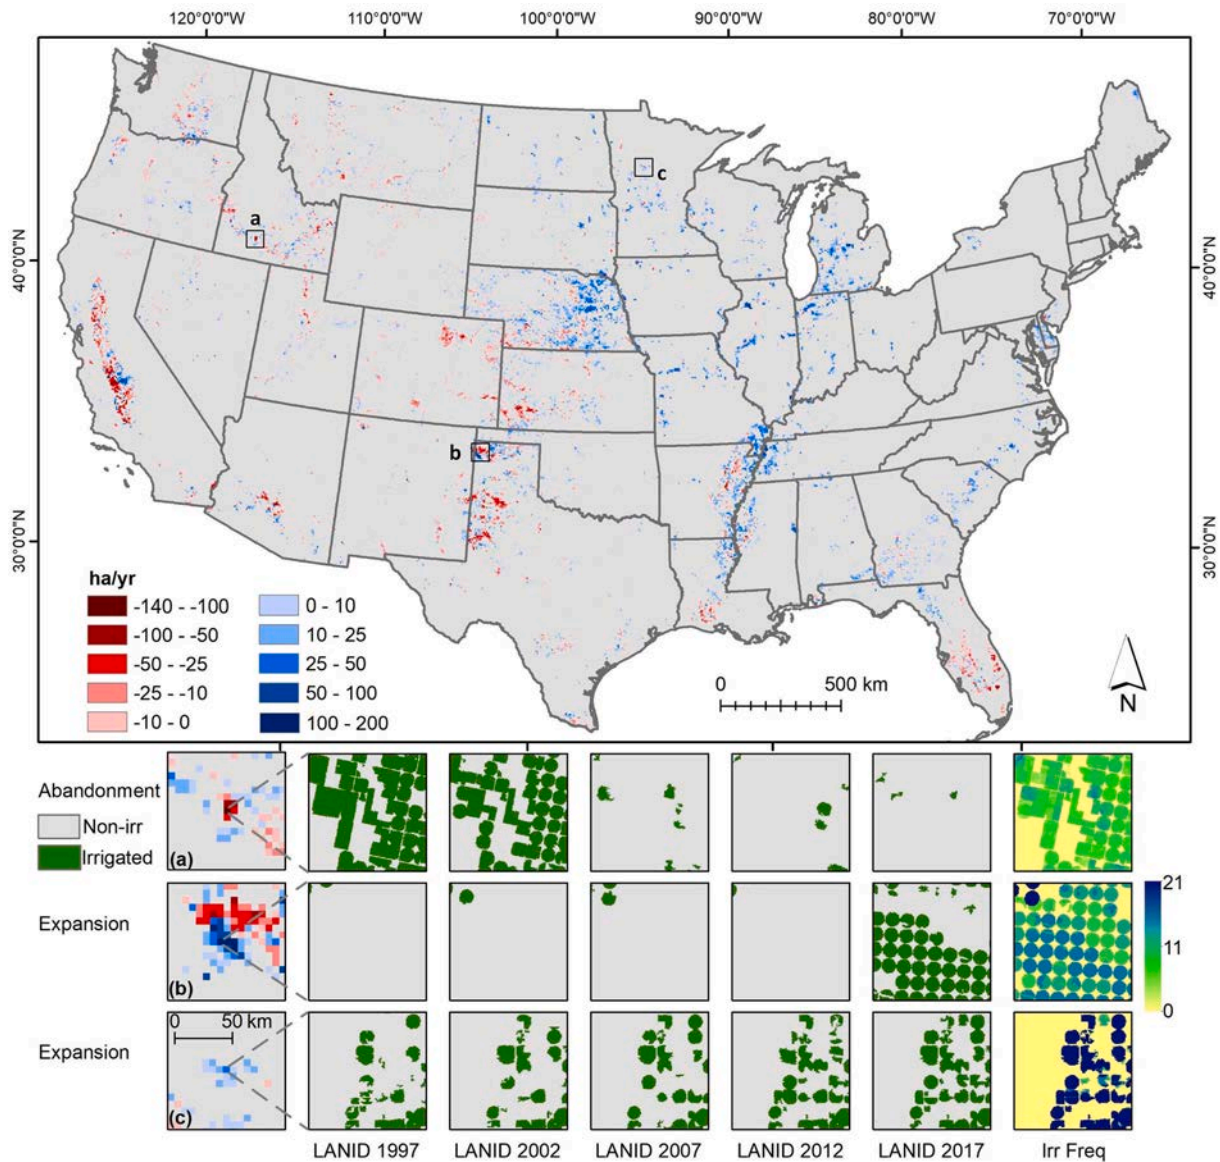 120°0'0"W 110°0'0"W 100°0'0"W 90°0'0"W 80°0'0"W 70°0'0"W
40°0'0"N 40°0'0"N
30°0'0"N 30°0'0"N
c
a
b
ha/yr
-140 - -100 0 - 10
-100 - -50 10 - 25
-50 - -25 25 - 50
-25 - -10 50 - 100
-10 - 0 100 - 200
0 500 km
N
Abandonment
Non-irr
Irrigated
(a)
Expansion
(b)
21
11
0
Expansion
0 50 km
(c)
LANID 1997 LANID 2002 LANID 2007 LANID 2012 LANID 2017 Irr Freq